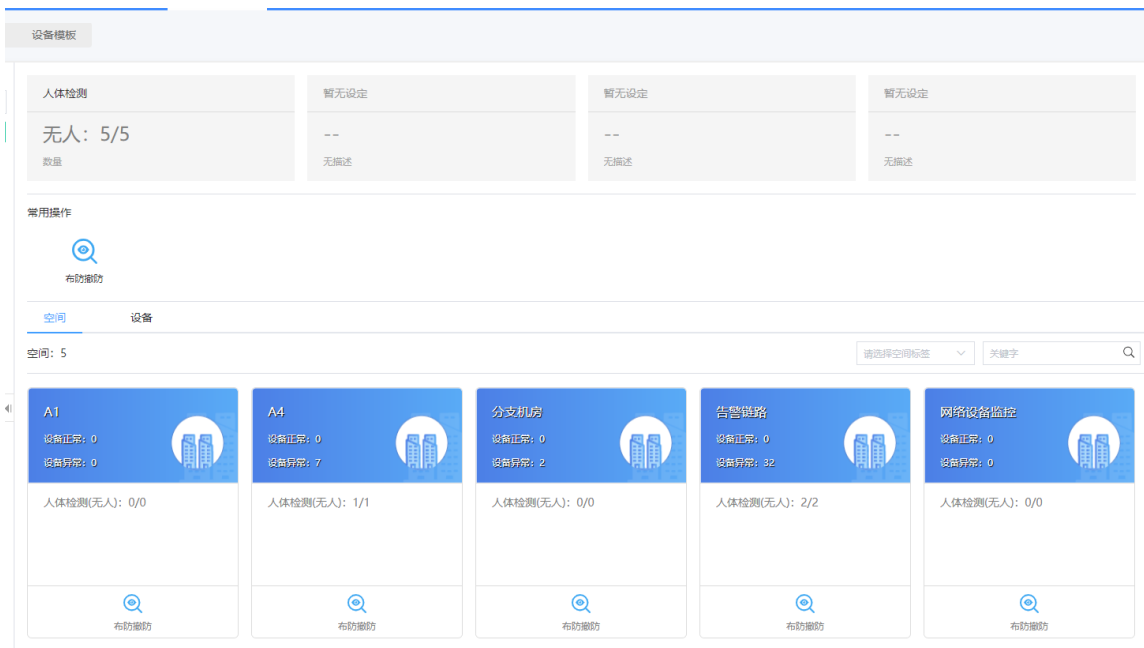 设备模板
人体检测
暂无设定
暂无设定
暂无设定
无人：5/5
--
--
--
数量
无描述
无描述
无描述
常用操作
布防撤防
空间
设备
空间：5
请选择空间标签
关键字
A1
设备正常：0
设备异常：0
人体检测(无人)：0/0
布防撤防
A4
设备正常：0
设备异常：7
人体检测(无人)：1/1
布防撤防
分支机房
设备正常：0
设备异常：2
人体检测(无人)：0/0
布防撤防
告警链路
设备正常：0
设备异常：32
人体检测(无人)：2/2
布防撤防
网络设备监控
设备正常：0
设备异常：0
人体检测(无人)：0/0
布防撤防